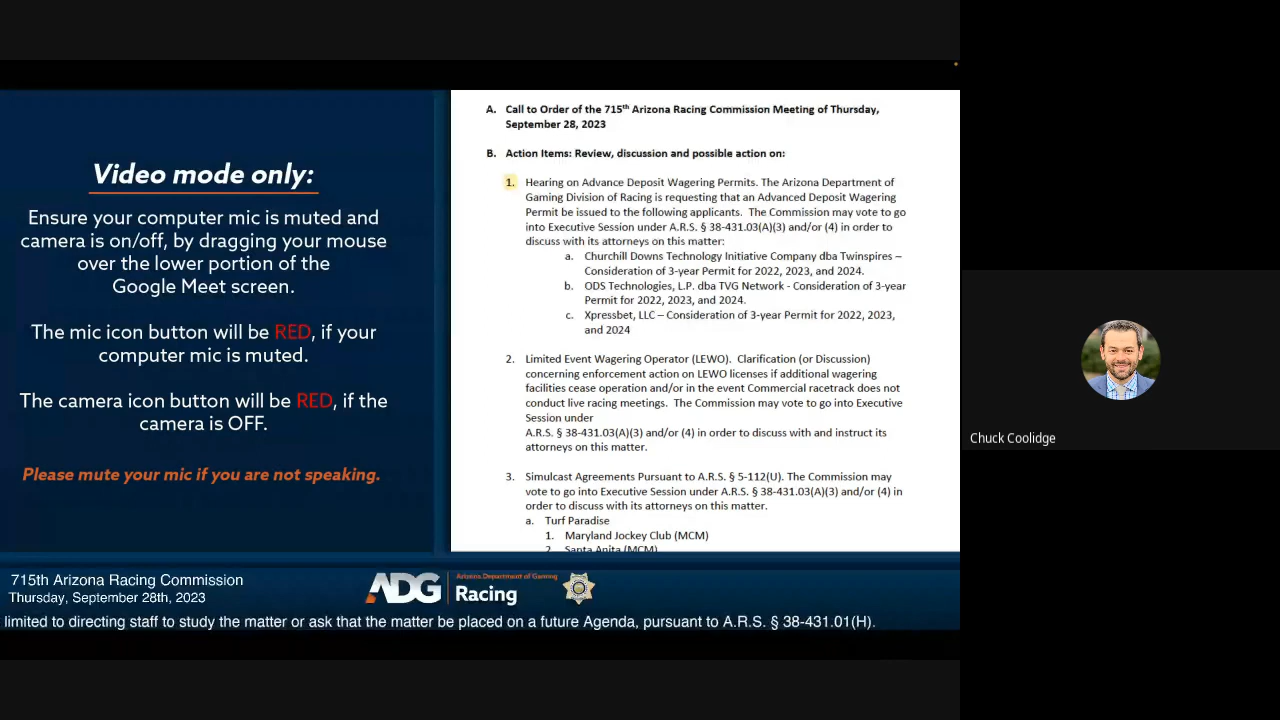 Video mode only:
Ensure your computer mic is muted and
camera is on/off, by dragging your mouse
over the lower portion of the
Google Meet screen.
The mic icon button will be RED, if your
computer mic is muted.
The camera icon button will be RED, if the
camera is OFF.
Please mute your mic if you are not speaking.
A. Call to Order of the 715th Arizona Racing Commission Meeting of Thursday,
September 28, 2023
B. Action Items: Review, discussion and possible action on:
1. Hearing on Advance Deposit Wagering Permits. The Arizona Department of
Gaming Division of Racing is requesting that an Advanced Deposit Wagering
Permit be issued to the following applicants. The Commission may vote to go
into Executive Session under A.R.S. § 38-431.03(A)(3) and/or (4) in order to
discuss with its attorneys on this matter:
a. Churchill Downs Technology Initiative Company dba Twinspires –
Consideration of 3-year Permit for 2022, 2023, and 2024.
b. ODS Technologies, L.P. dba TVG Network - Consideration of 3-year
Permit for 2022, 2023, and 2024.
c. Xpressbet, LLC – Consideration of 3-year Permit for 2022, 2023,
and 2024
2. Limited Event Wagering Operator (LEWO). Clarification (or Discussion)
concerning enforcement action on LEWO licenses if additional wagering
facilities cease operation and/or in the event Commercial racetrack does not
conduct live racing meetings. The Commission may vote to go into Executive
Session under
A.R.S. § 38-431.03(A)(3) and/or (4) in order to discuss with and instruct its
attorneys on this matter.
3. Simulcast Agreements Pursuant to A.R.S. § 5-112(U). The Commission may
vote to go into Executive Session under A.R.S. § 38-431.03(A)(3) and/or (4) in
order to discuss with its attorneys on this matter.
a. Turf Paradise
1. Maryland Jockey Club (MCM)
2. Santa Anita (MCM)
Chuck Coolidge
715th Arizona Racing Commission
Thursday, September 28th, 2023
ADG
Arizona Department of Gaming
Racing
limited to directing staff to study the matter or ask that the matter be placed on a future Agenda, pursuant to A.R.S. § 38-431.01(H).